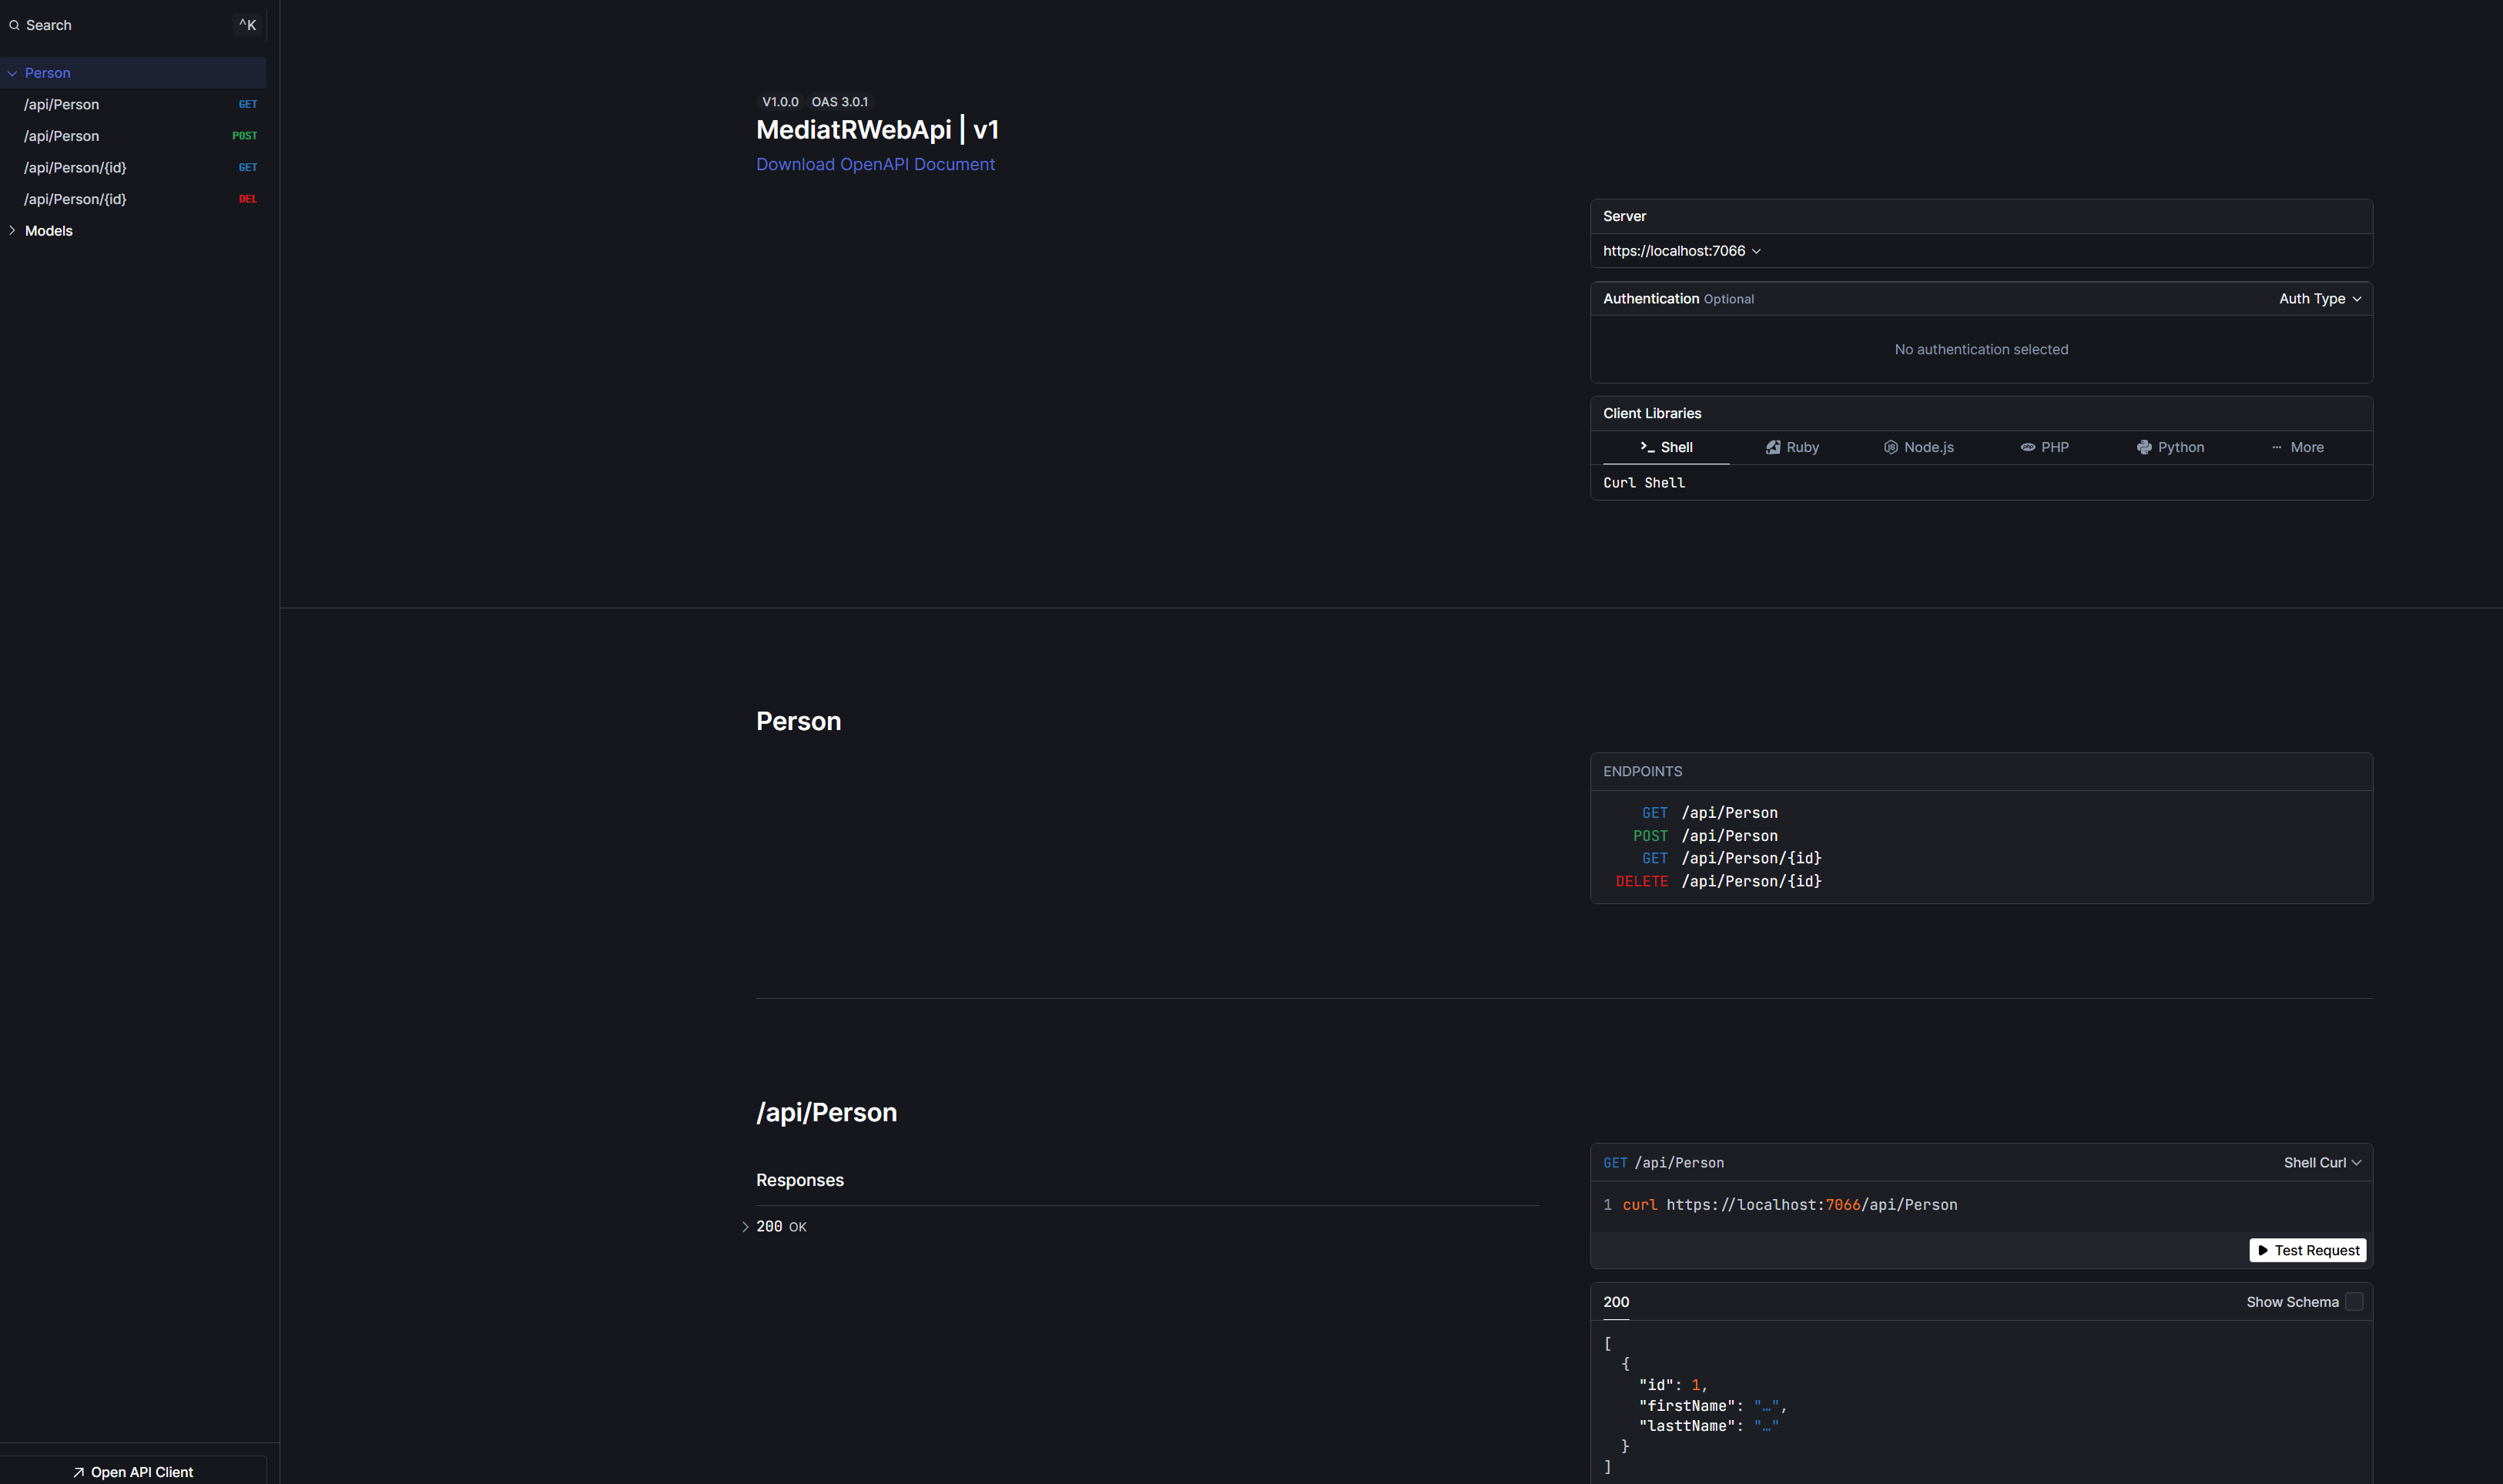 Search
^K
Person
/api/Person GET
/api/Person POST
/api/Person/{id} GET
/api/Person/{id} DEL
Models
Open API Client
V1.0.0 OAS 3.0.1
MediatRWebApi | v1
Download OpenAPI Document
Server
https://localhost:7066
Authentication Optional Auth Type
No authentication selected
Client Libraries
>_ Shell Ruby Node.js PHP Python ... More
Curl Shell
Person
ENDPOINTS
GET /api/Person
POST /api/Person
GET /api/Person/{id}
DELETE /api/Person/{id}
/api/Person
Responses
200 OK
GET /api/Person Shell Curl
1 curl https://localhost:7066/api/Person
Test Request
200 Show Schema
[
{
"id": 1,
"firstName": "…",
"lasttName": "…"
}
]